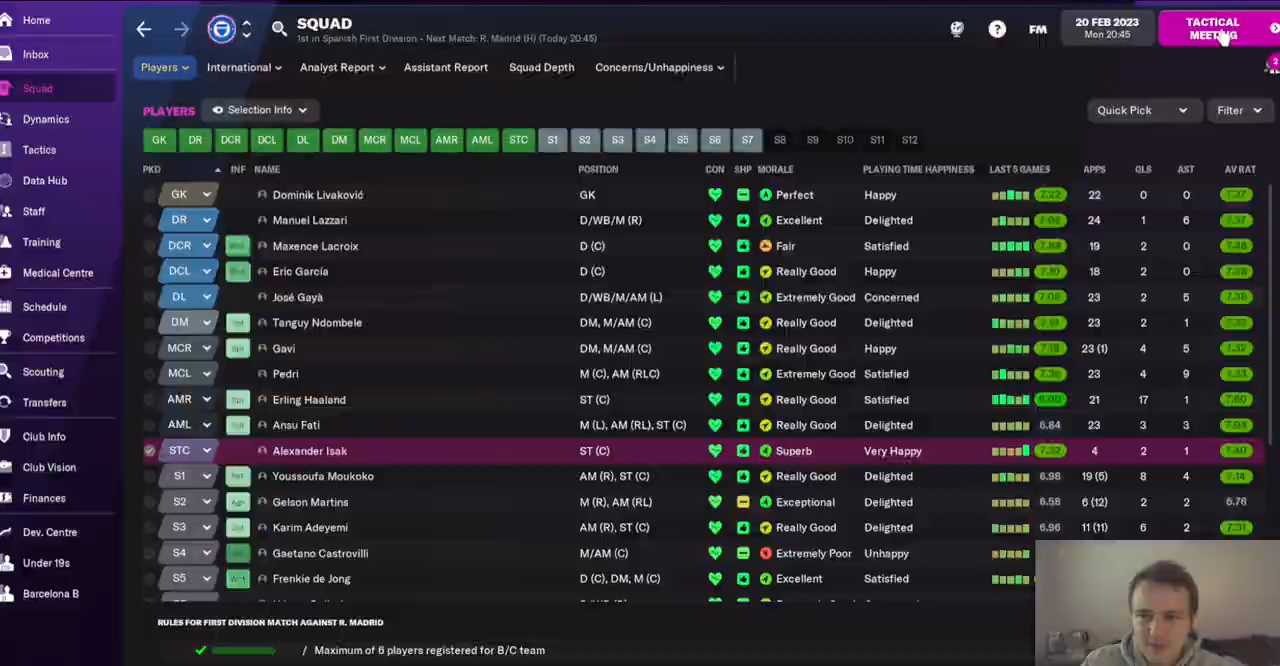 Home
SQUAD
1st in Spanish First Division - Next Match: R. Madrid (H) (Today 20:45)
FM
20 FEB 2023
Mon 20:45
TACTICAL
MEETING
2
Inbox
Squad
Dynamics
Tactics
Data Hub
Staff
Training
Medical Centre
Schedule
Competitions
Scouting
Transfers
Club Info
Club Vision
Finances
Dev. Centre
Under 19s
Barcelona B
Players International Analyst Report Assistant Report Squad Depth Concerns/Unhappiness
PLAYERS Selection Info Quick Pick Filter
GK DR DCR DCL DL DM MCR MCL AMR AML STC S1 S2 S3 S4 S5 S6 S7 S8 S9 S10 S11 S12
PKD INF NAME POSITION CON SHP MORALE PLAYING TIME HAPPINESS LAST 5 GAMES APPS GLS AST AV RAT
GK Dominik Livaković GK Perfect Happy 22 0 0
DR Manuel Lazzari D/WB/M (R) Excellent Delighted 24 1 6
DCR Maxence Lacroix D (C) Fair Satisfied 19 2 0
DCL Eric García D (C) Really Good Happy 18 2 0
DL José Gayà D/WB/M/AM (L) Extremely Good Concerned 23 2 5
DM Tanguy Ndombele DM, M/AM (C) Really Good Delighted 23 2 1
MCR Gavi DM, M/AM (C) Really Good Happy 23 (1) 4 5
MCL Pedri M (C), AM (RLC) Extremely Good Satisfied 23 4 9
AMR Erling Haaland ST (C) Really Good Satisfied 21 17 1
AML Ansu Fati M (L), AM (RL), ST (C) Really Good Delighted 6.84 23 3 3
STC Alexander Isak ST (C) Superb Very Happy 4 2 1
S1 Youssoufa Moukoko AM (R), ST (C) Really Good Delighted 6.98 19 (5) 8 4 7.14
S2 Gelson Martins M (R), AM (RL) Exceptional Delighted 6.58 6 (12) 2 2 6.76
S3 Karim Adeyemi AM (R), ST (C) Really Good Delighted 6.96 11 (11) 6 2
S4 Gaetano Castrovilli M/AM (C) Extremely Poor Unhappy
S5 Frenkie de Jong D (C), DM, M (C) Excellent Satisfied
RULES FOR FIRST DIVISION MATCH AGAINST R. MADRID
/ Maximum of 6 players registered for B/C team